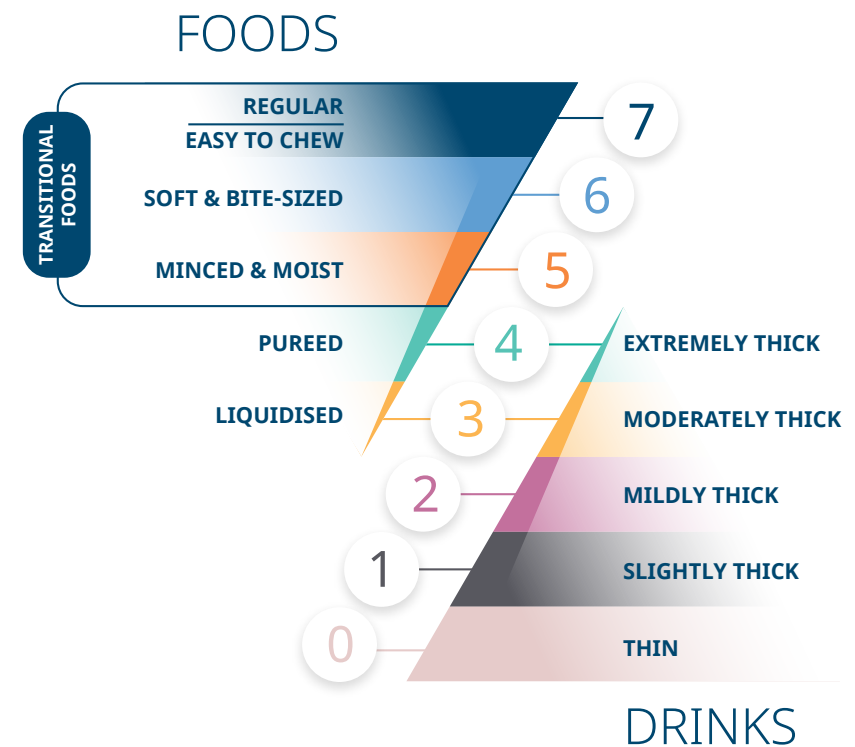 FOODS
TRANSITIONAL
FOODS
REGULAR
EASY TO CHEW
7
SOFT & BITE-SIZED
6
MINCED & MOIST
5
PUREED
4
EXTREMELY THICK
LIQUIDISED
3
MODERATELY THICK
2
MILDLY THICK
1
SLIGHTLY THICK
0
THIN
DRINKS